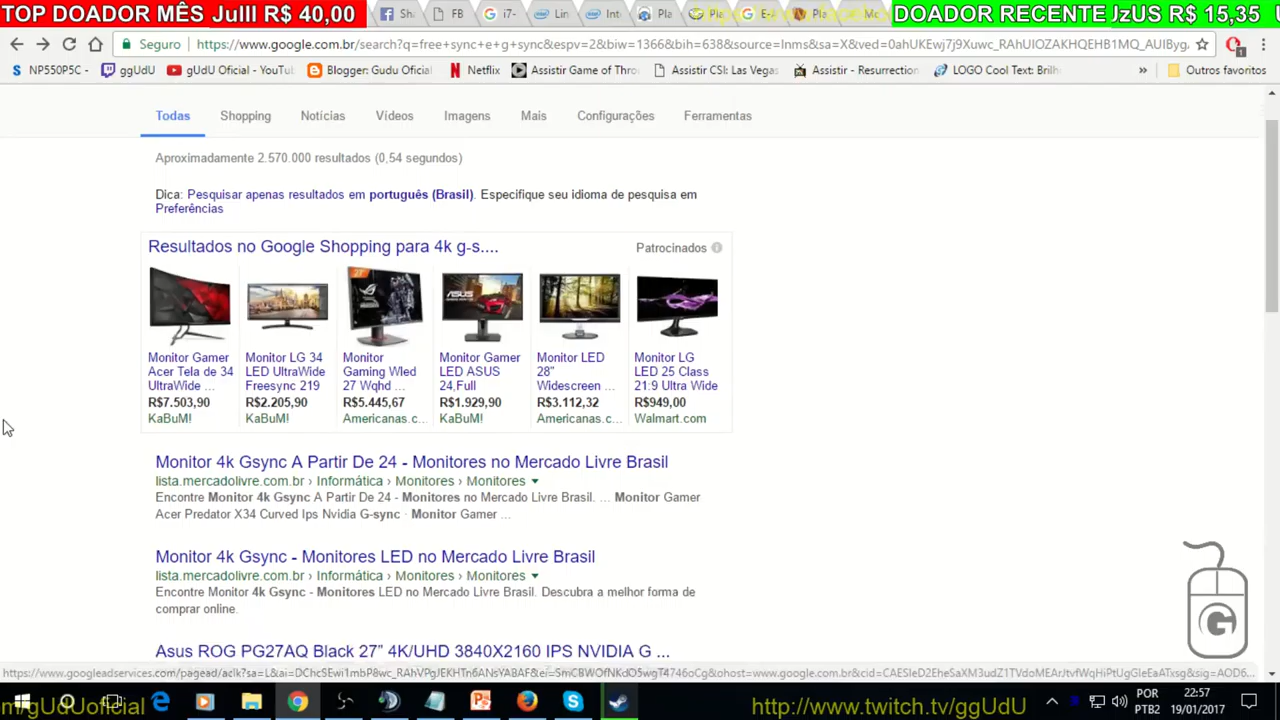 TOP DOADOR MÊS JulII R$ 40,00
Sha
FB
i7-
Lin
Inte
Pla
Pla
E-A
Pla
Mo
DOADOR RECENTE JzUS R$ 15,35
Seguro
https://www.google.com.br/search?q=free+sync+e+g+sync&espv=2&biw=1366&bih=638&source=lnms&sa=X&ved=0ahUKEwj7j9Xuwc_RAhUIOZAKHQEHB1MQ_AUIByg
NP550P5C -
ggUdU
gUdU Oficial - YouTu
Blogger: Gudu Oficial
Netflix
Assistir Game of Thro
Assistir CSI: Las Vegas
Assistir - Resurrection
LOGO Cool Text: Brilh
»
Outros favoritos
Todas Shopping Notícias Vídeos Imagens Mais Configurações Ferramentas
Aproximadamente 2.570.000 resultados (0,54 segundos)
Dica: Pesquisar apenas resultados em português (Brasil). Especifique seu idioma de pesquisa em
Preferências
Resultados no Google Shopping para 4k g-s....
Patrocinados
Monitor Gamer
Acer Tela de 34
UltraWide ...
R$7.503,90
KaBuM!
Monitor LG 34
LED UltraWide
Freesync 219
R$2.205,90
KaBuM!
Monitor
Gaming Wled
27 Wqhd ...
R$5.445,67
Americanas.c...
Monitor Gamer
LED ASUS
24,Full
R$1.929,90
KaBuM!
Monitor LED
28"
Widescreen ...
R$3.112,32
Americanas.c...
Monitor LG
LED 25 Class
21:9 Ultra Wide
R$949,00
Walmart.com
Monitor 4k Gsync A Partir De 24 - Monitores no Mercado Livre Brasil
lista.mercadolivre.com.br › Informática › Monitores › Monitores
Encontre Monitor 4k Gsync A Partir De 24 - Monitores no Mercado Livre Brasil. ... Monitor Gamer
Acer Predator X34 Curved Ips Nvidia G-sync · Monitor Gamer ...
Monitor 4k Gsync - Monitores LED no Mercado Livre Brasil
lista.mercadolivre.com.br › Informática › Monitores › Monitores
Encontre Monitor 4k Gsync - Monitores LED no Mercado Livre Brasil. Descubra a melhor forma de
comprar online.
Asus ROG PG27AQ Black 27" 4K/UHD 3840X2160 IPS NVIDIA G ...
G
POR
PTB2
22:57
19/01/2017
m/gUdUoficial
http://www.twitch.tv/ggUdU